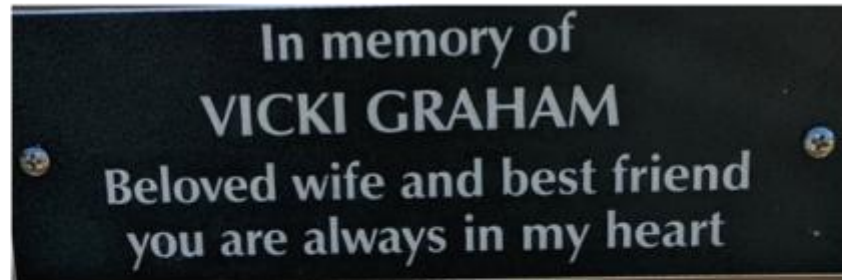 In memory of
VICKI GRAHAM
Beloved wife and best friend
you are always in my heart